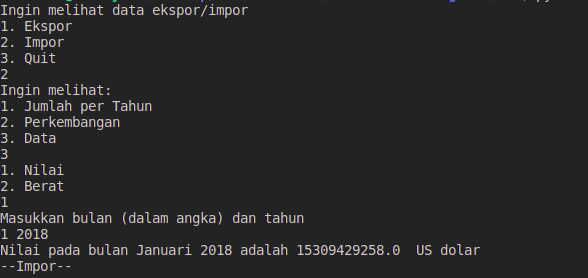 Ingin melihat data ekspor/impor
1. Ekspor
2. Impor
3. Quit
2
Ingin melihat:
1. Jumlah per Tahun
2. Perkembangan
3. Data
3
1. Nilai
2. Berat
1
Masukkan bulan (dalam angka) dan tahun
1 2018
Nilai pada bulan Januari 2018 adalah 15309429258.0  US dolar
--Impor--